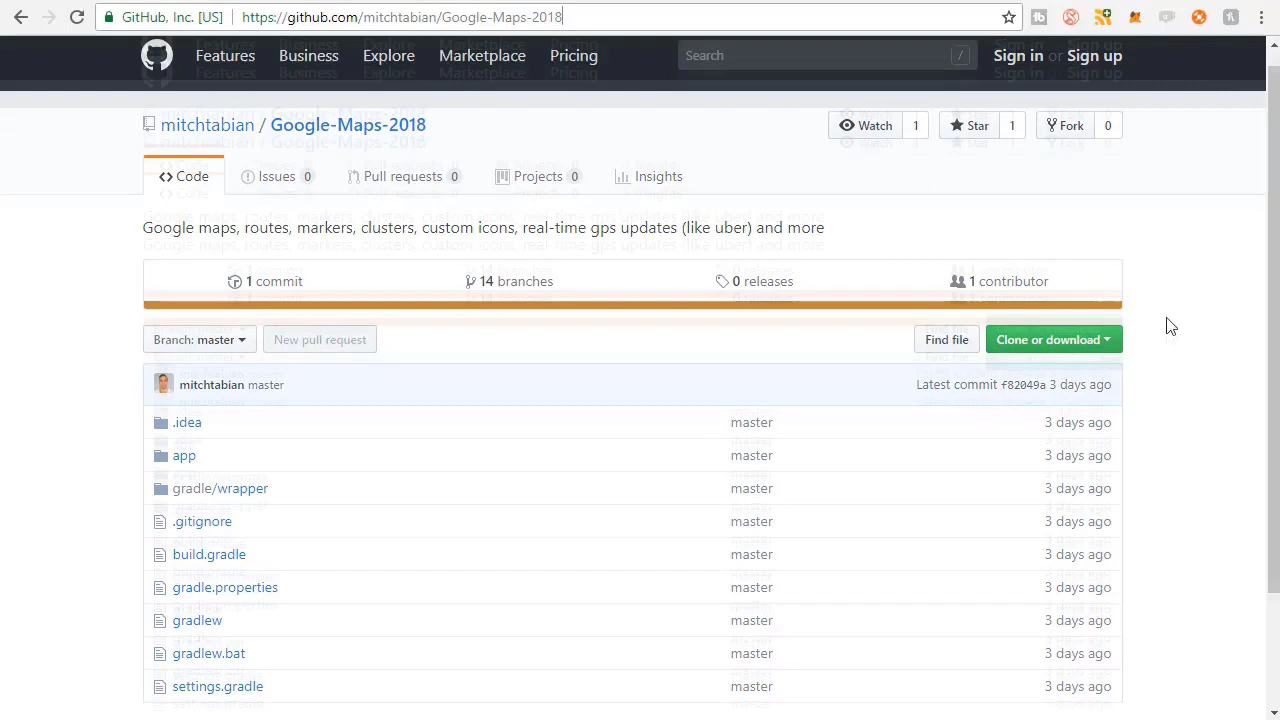 GitHub, Inc. [US] https://github.com/mitchtabian/Google-Maps-2018
Features Business Explore Marketplace Pricing Search / Sign in or Sign up
mitchtabian / Google-Maps-2018 Watch 1 Star 1 Fork 0
Code Issues 0 Pull requests 0 Projects 0 Insights
Google maps, routes, markers, clusters, custom icons, real-time gps updates (like uber) and more
1 commit 14 branches 0 releases 1 contributor
Branch: master New pull request Find file Clone or download
mitchtabian master Latest commit f82049a 3 days ago
.idea master 3 days ago
app master 3 days ago
gradle/wrapper master 3 days ago
.gitignore master 3 days ago
build.gradle master 3 days ago
gradle.properties master 3 days ago
gradlew master 3 days ago
gradlew.bat master 3 days ago
settings.gradle master 3 days ago